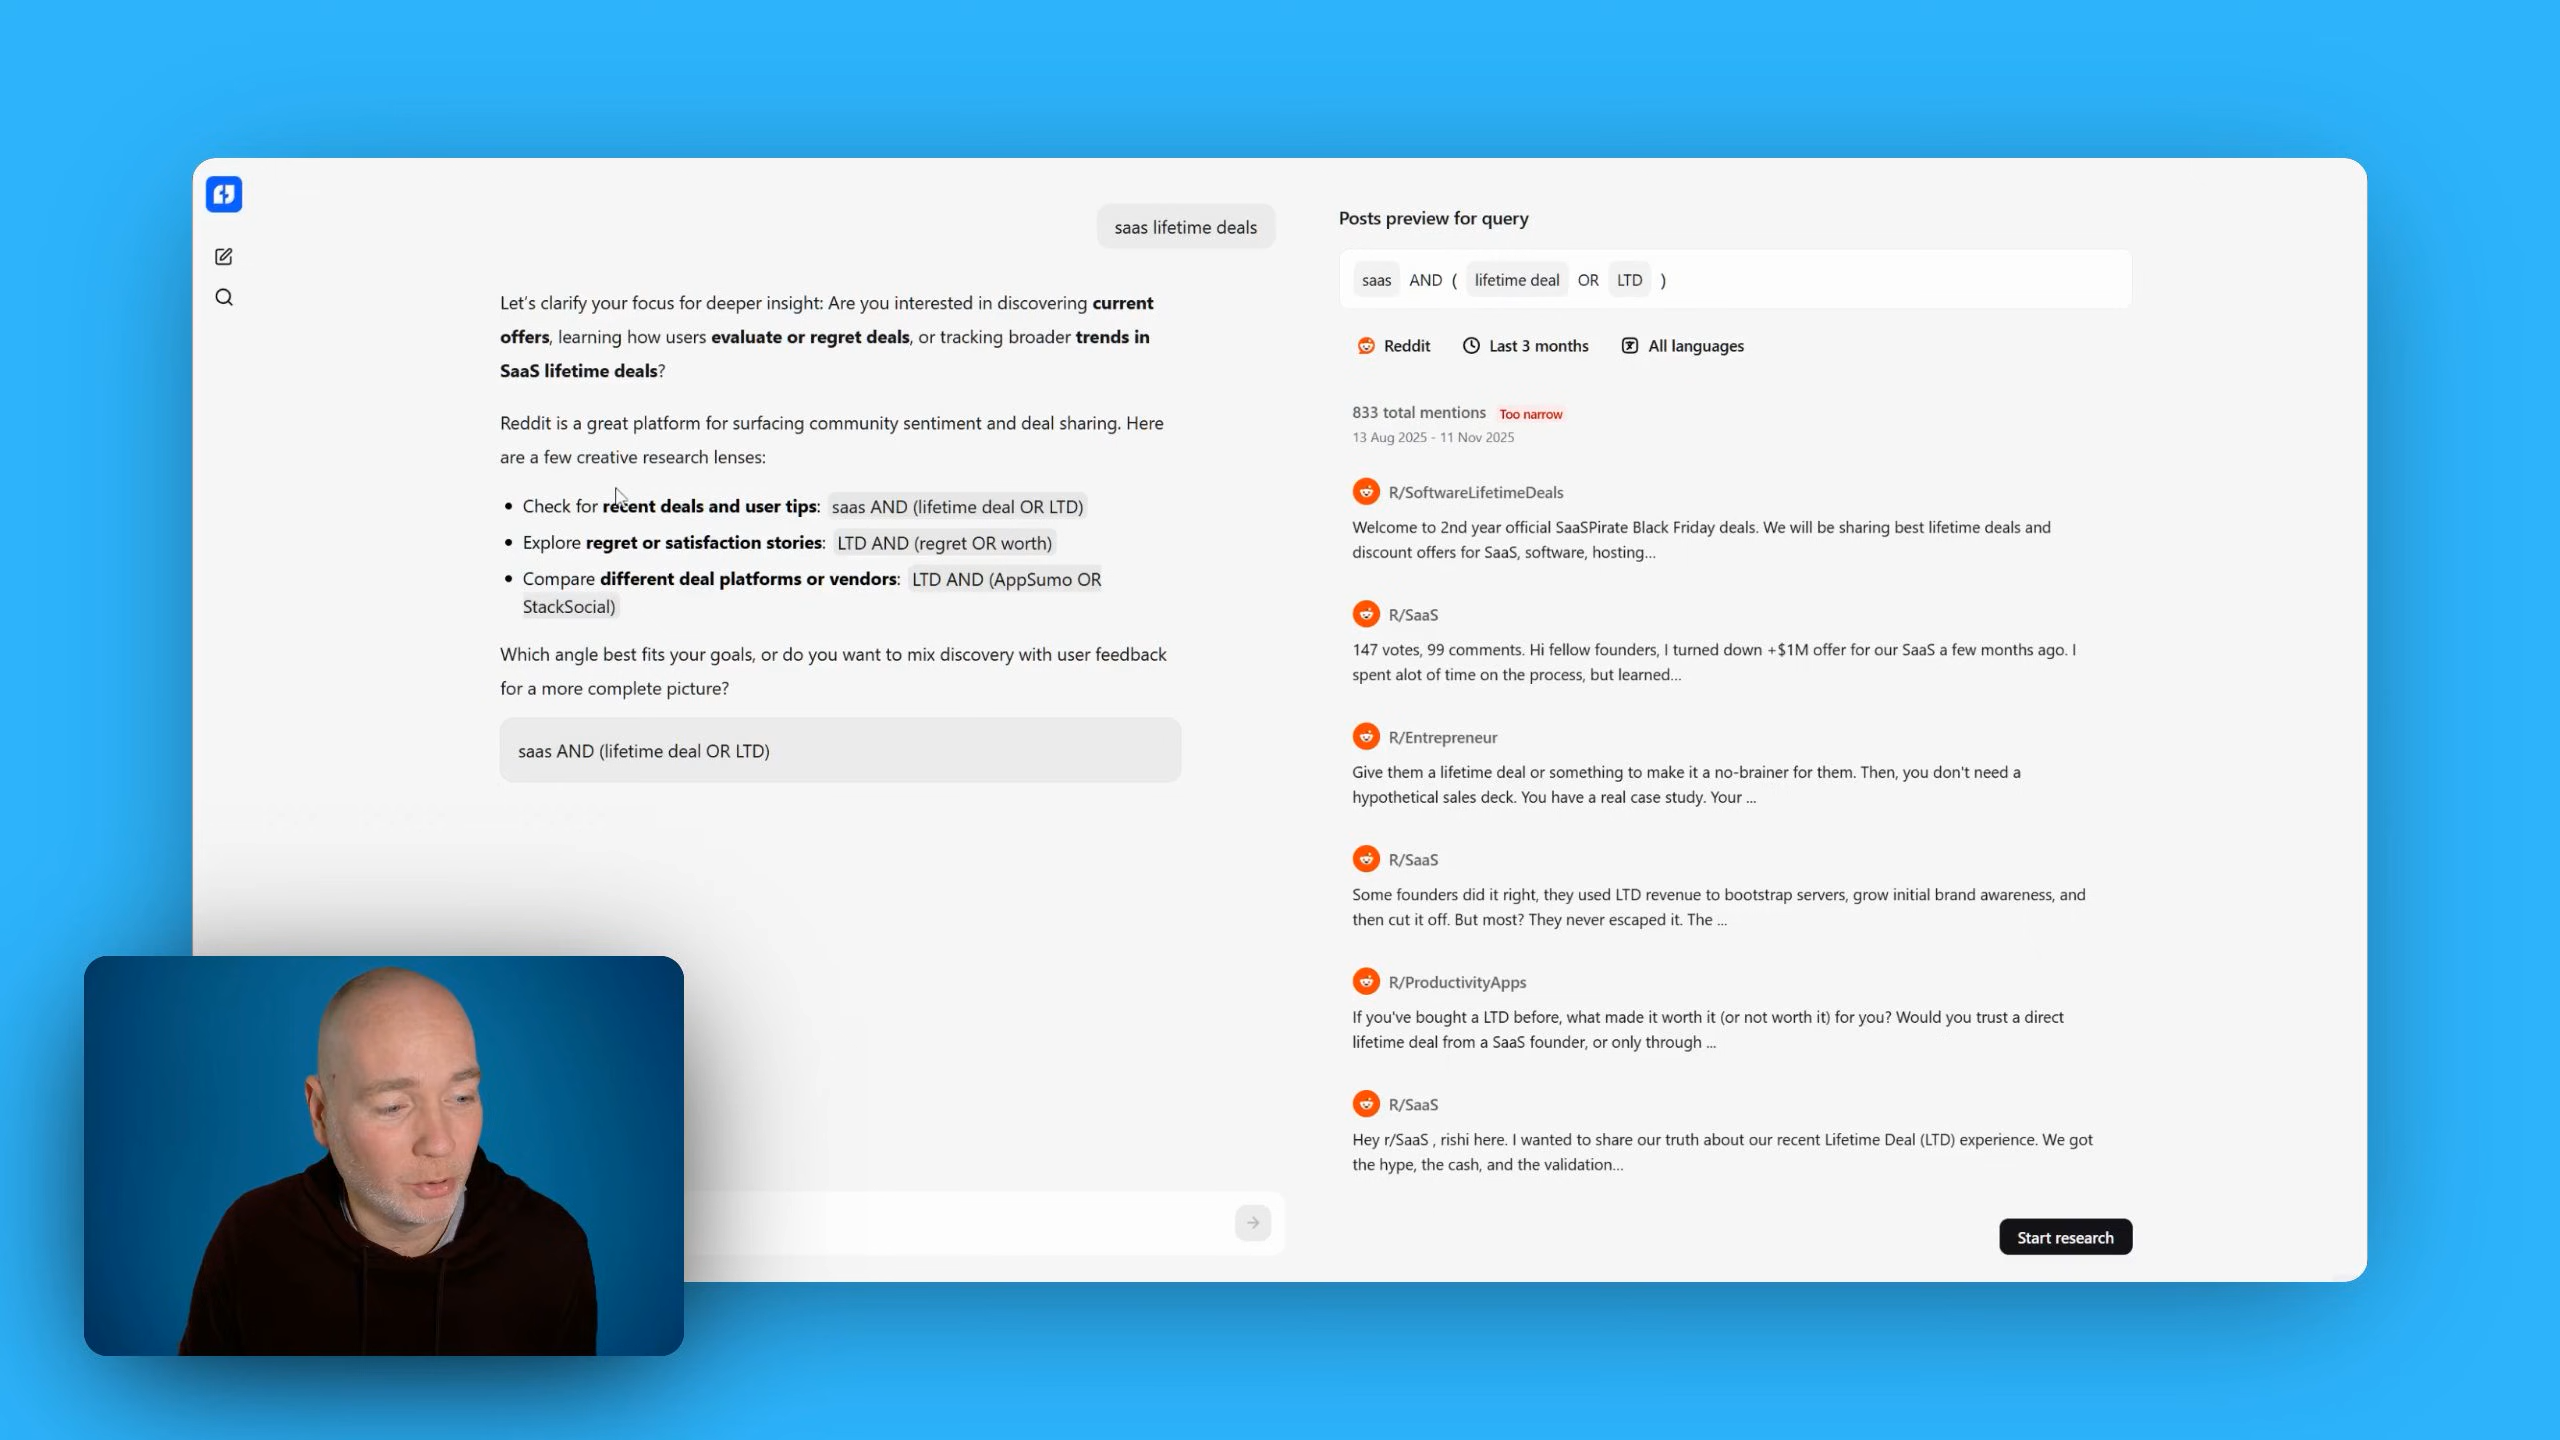 saas lifetime deals
Let's clarify your focus for deeper insight: Are you interested in discovering current
offers, learning how users evaluate or regret deals, or tracking broader trends in
SaaS lifetime deals?
Reddit is a great platform for surfacing community sentiment and deal sharing. Here
are a few creative research lenses:
• Check for recent deals and user tips: saas AND (lifetime deal OR LTD)
• Explore regret or satisfaction stories: LTD AND (regret OR worth)
• Compare different deal platforms or vendors: LTD AND (AppSumo OR
StackSocial)
Which angle best fits your goals, or do you want to mix discovery with user feedback
for a more complete picture?
saas AND (lifetime deal OR LTD)
Posts preview for query
saas AND ( lifetime deal OR LTD )
Reddit Last 3 months All languages
833 total mentions Too narrow
13 Aug 2025 - 11 Nov 2025
R/SoftwareLifetimeDeals
Welcome to 2nd year official SaaSPirate Black Friday deals. We will be sharing best lifetime deals and
discount offers for SaaS, software, hosting...
R/SaaS
147 votes, 99 comments. Hi fellow founders, I turned down +$1M offer for our SaaS a few months ago. I
spent alot of time on the process, but learned...
R/Entrepreneur
Give them a lifetime deal or something to make it a no-brainer for them. Then, you don't need a
hypothetical sales deck. You have a real case study. Your ...
R/SaaS
Some founders did it right, they used LTD revenue to bootstrap servers, grow initial brand awareness, and
then cut it off. But most? They never escaped it. The ...
R/ProductivityApps
If you've bought a LTD before, what made it worth it (or not worth it) for you? Would you trust a direct
lifetime deal from a SaaS founder, or only through ...
R/SaaS
Hey r/SaaS , rishi here. I wanted to share our truth about our recent Lifetime Deal (LTD) experience. We got
the hype, the cash, and the validation...
Start research